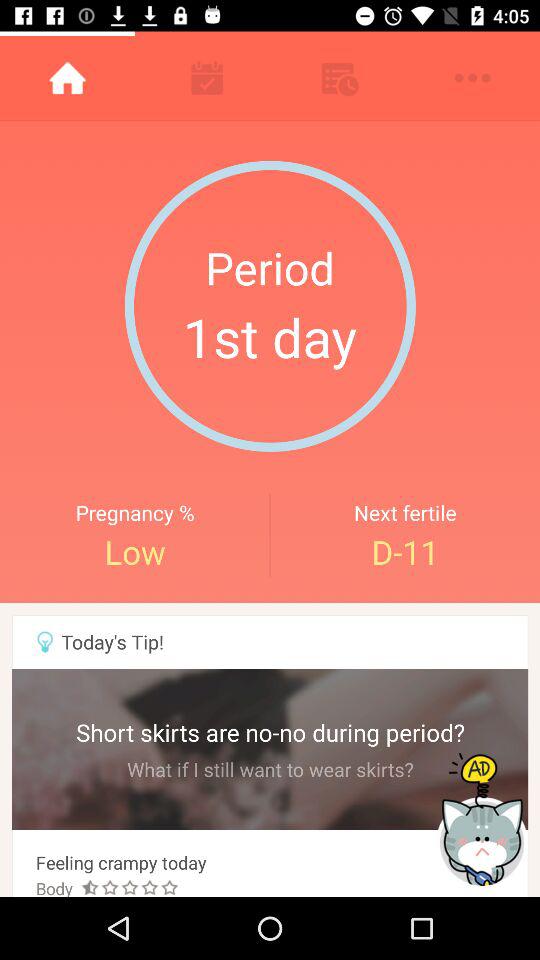 4:05
Period
1st day
Pregnancy %
Next fertile
Low
D-11
Today's Tip!
Short skirts are no-no during period?
What if I still want to wear skirts?
AD
Feeling crampy today
Body